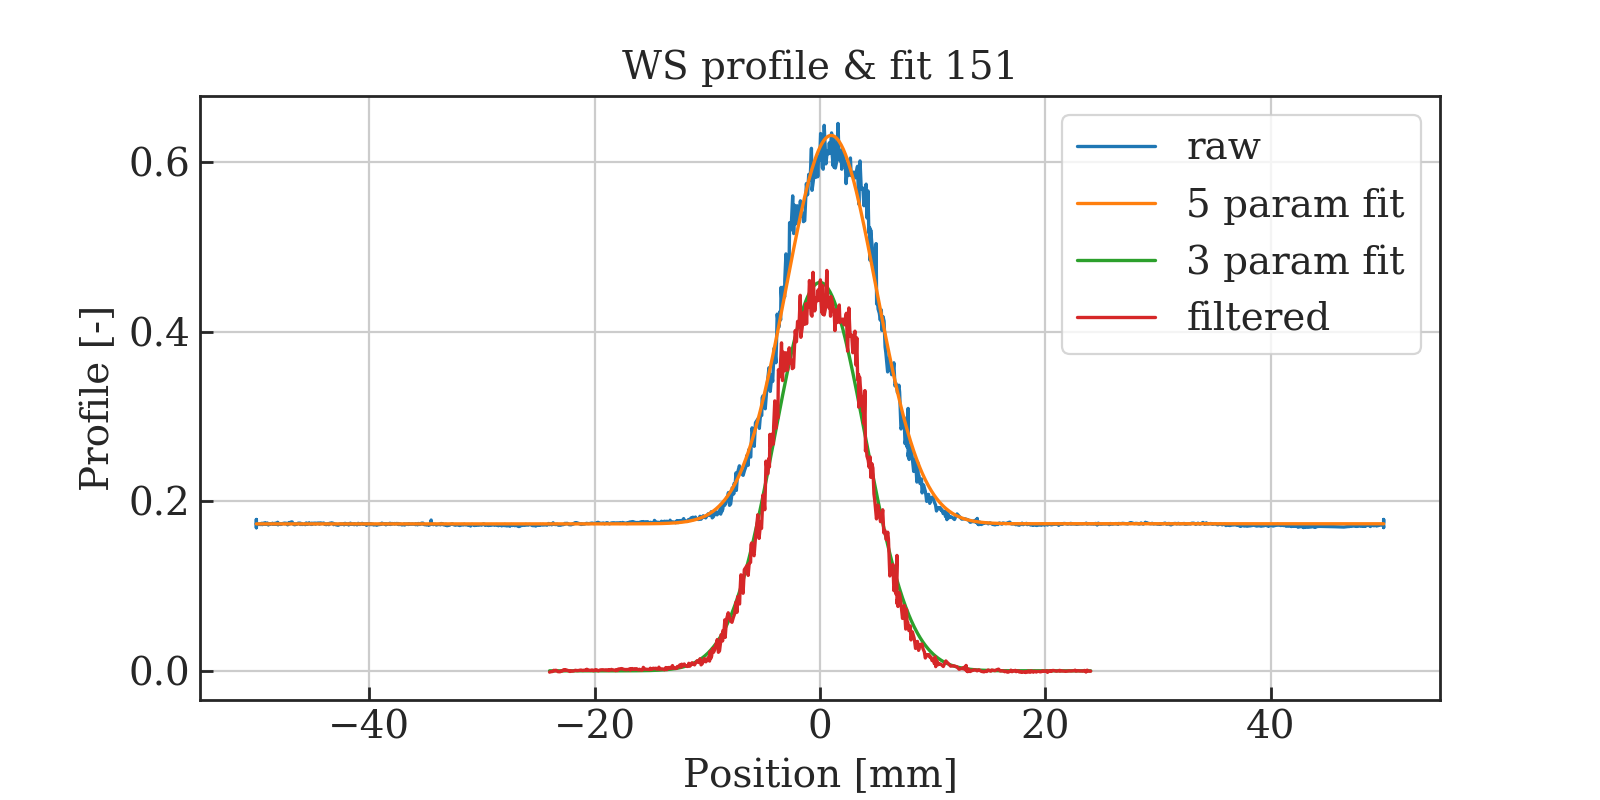 WS profile & fit 151
raw
5 param fit
3 param fit
filtered
Profile [-]
0.6
0.4
0.2
0.0
−40 −20 0 20 40
Position [mm]